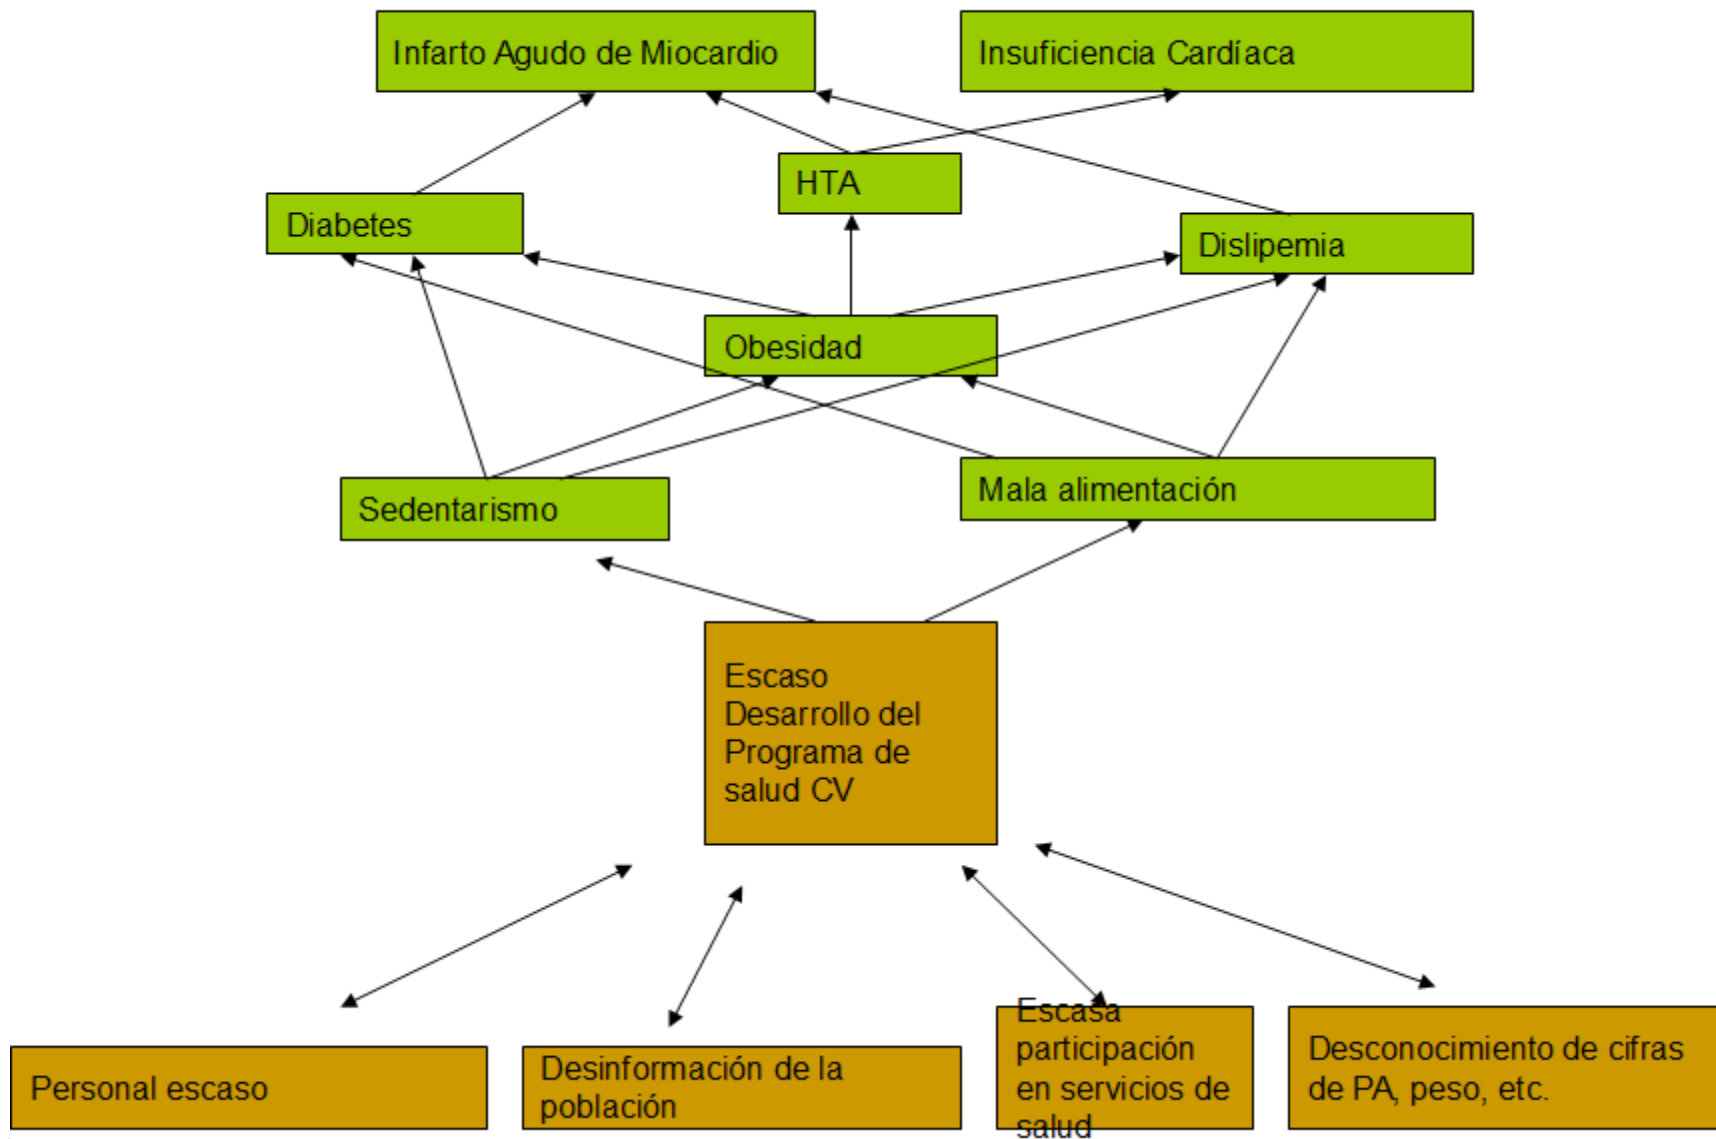 Infarto Agudo de Miocardio
Insuficiencia Cardíaca
HTA
Diabetes
Dislipemia
Obesidad
Mala alimentación
Sedentarismo
Escaso
Desarrollo del
Programa de
salud CV
Personal escaso
Desinformación de la
población
Escasa
participación
en servicios de
salud
Desconocimiento de cifras
de PA, peso, etc.